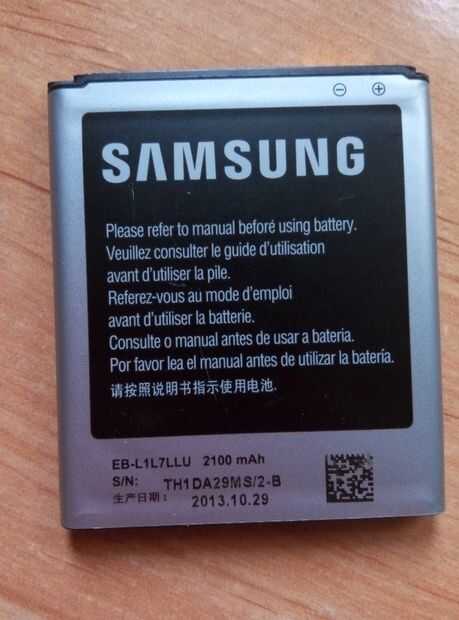 SAMSUNG
Please refer to manual beforé using battery.
Veuillez consulter le guide d'utilisation
avant d'utiliser la pile.
Referez-vous au mode d'emploi
avant d'utiliser la batterie.
Consulte o manual antes de usar a bateria.
Por favor lea el manual antes de utilizar la batería.
请按照说明书指示使用电池.
EB-L1L7LLU 2100 mAh
S/N: TH1DA29MS/2-B
生产日期: 2013.10.29